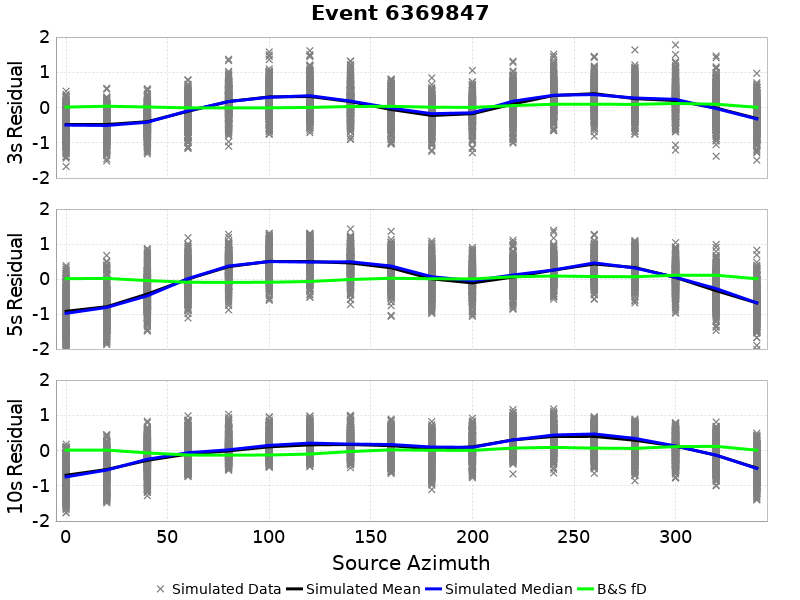 Event 6369847
3s Residual
2
1
0
-1
-2
5s Residual
2
1
0
-1
-2
10s Residual
2
1
0
-1
-2
0 50 100 150 200 250 300
Source Azimuth
Simulated Data Simulated Mean Simulated Median B&S fD